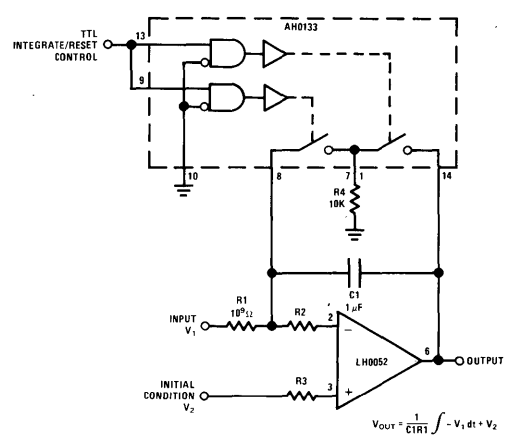 AH0133
TTL
INTEGRATE/RESET
CONTROL
13
9
10
8
7
1
14
R4
10K
C1
1 μF
R1
10⁹Ω
R2
2
INPUT
V₁
LH0052
6
OUTPUT
−
+
R3
3
INITIAL
CONDITION
V₂
V_OUT = 1/C1R1 ∫ − V₁ dt + V₂